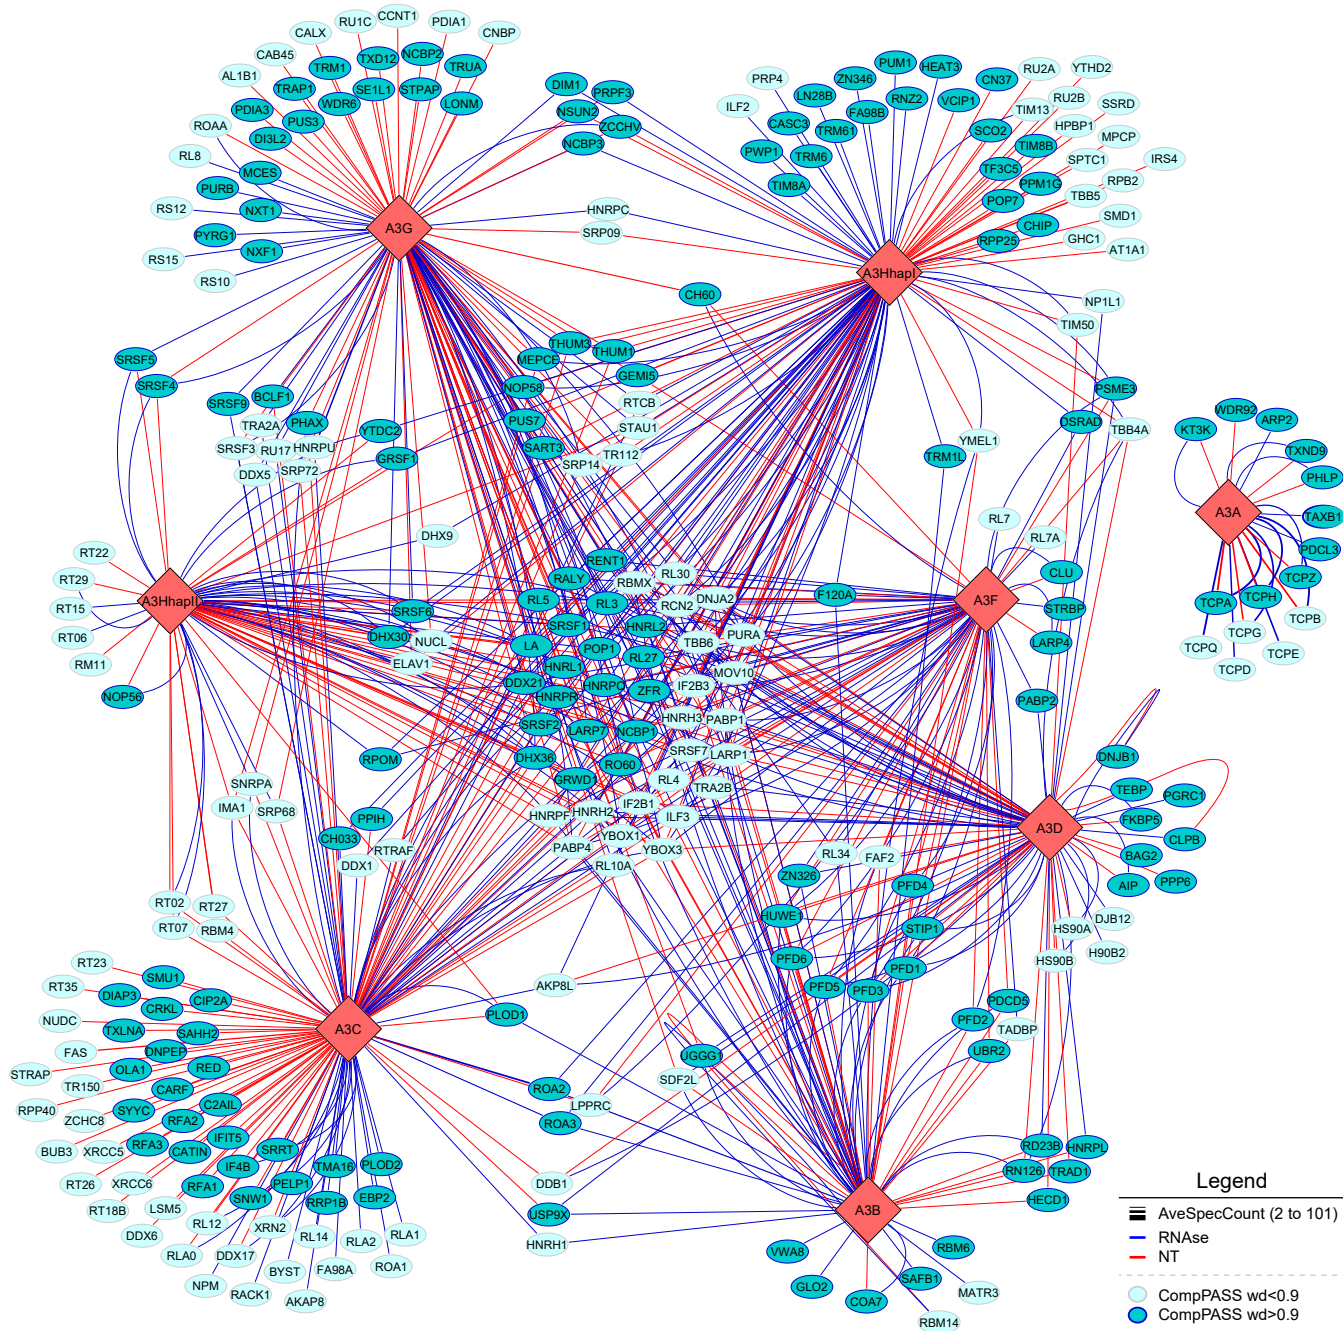 CCNT1
RU1C
PDIA1
CALX
CNBP
CAB45
TRM1
TXD12
NCBP2
TRUA
AL1B1
TRAP1
SE1L1
STPAP
WDR6
LONM
PDIA3
PUS3
ROAA
DI3L2
RL8
MCES
PURB
RS12
NXT1
PYRG1
NXF1
RS15
RS10
A3G
DIM1
PRPF3
NSUN2
ZCCHV
NCBP3
HNRPC
SRP09
CH60
PRP4
ILF2
LN28B
ZN346
PUM1
HEAT3
CASC3
FA98B
RNZ2
VCIP1
TRM61
PWP1
TRM6
TIM8A
CN37
RU2A
YTHD2
TIM13
RU2B
SSRD
SCO2
HPBP1
MPCP
TIM8B
SPTC1
IRS4
TF3C5
PPM1G
RPB2
POP7
TBB5
SMD1
CHIP
RPP25
GHC1
AT1A1
A3HhapI
NP1L1
TIM50
PSME3
DSRAD
TBB4A
YMEL1
TRM1L
SRSF5
SRSF4
SRSF9
BCLF1
TRA2A
PHAX
SRSF3
RU17
HNRPU
DDX5
SRP72
YTDC2
GRSF1
THUM3
THUM1
MEPCE
GEMI5
NOP58
RTCB
PUS7
STAU1
SART3
TR112
SRP14
KT3K
WDR92
ARP2
TXND9
PHLP
A3A
TAXB1
PDCL3
TCPZ
TCPA
TCPH
TCPB
TCPG
TCPQ
TCPE
TCPD
RL7
RL7A
CLU
A3F
STRBP
LARP4
PABP2
DHX9
RT22
RT29
A3HhapII
RT15
RT06
RM11
NOP56
SRSF6
DHX30
NUCL
ELAV1
RENT1
RALY
RBMX
RL30
RL5
RL3
RCN2
DNJA2
F120A
SRSF1
HNRL2
LA
POP1
TBB6
PURA
HNRL1
RL27
MOV10
DDX21
HNRPQ
IF2B3
HNRPR
ZFR
SRSF2
LARP7
NCBP1
HNRH3
PABP1
DHX36
RO60
SRSF7
LARP1
GRWD1
RL4
TRA2B
IF2B1
HNRPF
HNRH2
ILF3
YBOX1
PABP4
YBOX3
RL10A
RPOM
SNRPA
IMA1
SRP68
PPIH
CH033
RTRAF
DDX1
RT02
RT27
RT07
RBM4
DNJB1
TEBP
PGRC1
FKBP5
A3D
CLPB
BAG2
AIP
PPP6
DJB12
HS90A
H90B2
HS90B
RL34
FAF2
ZN326
PFD4
HUWE1
STIP1
PFD6
PFD1
PFD5
PFD3
PDCD5
PFD2
TADBP
UBR2
AKP8L
PLOD1
UGGG1
SDF2L
ROA2
LPPRC
ROA3
DDB1
USP9X
HNRH1
RT23
RT35
SMU1
DIAP3
CIP2A
CRKL
NUDC
TXLNA
SAHH2
FAS
DNPEP
STRAP
OLA1
RED
TR150
CARF
RPP40
C2AIL
ZCHC8
SYYC
RFA2
BUB3
XRCC5
RFA3
IFIT5
CATIN
SRRT
IF4B
RT26
XRCC6
RFA1
TMA16
PLOD2
RT18B
LSM5
SNW1
PELP1
RRP1B
EBP2
DDX6
RL12
XRN2
RL14
RLA2
RLA1
RLA0
DDX17
NPM
BYST
FA98A
ROA1
RACK1
AKAP8
A3C
A3B
RD23B
HNRPL
RN126
TRAD1
HECD1
VWA8
GLO2
RBM6
SAFB1
COA7
MATR3
RBM14
Legend
AveSpecCount (2 to 101)
RNAse
NT
CompPASS wd<0.9
CompPASS wd>0.9